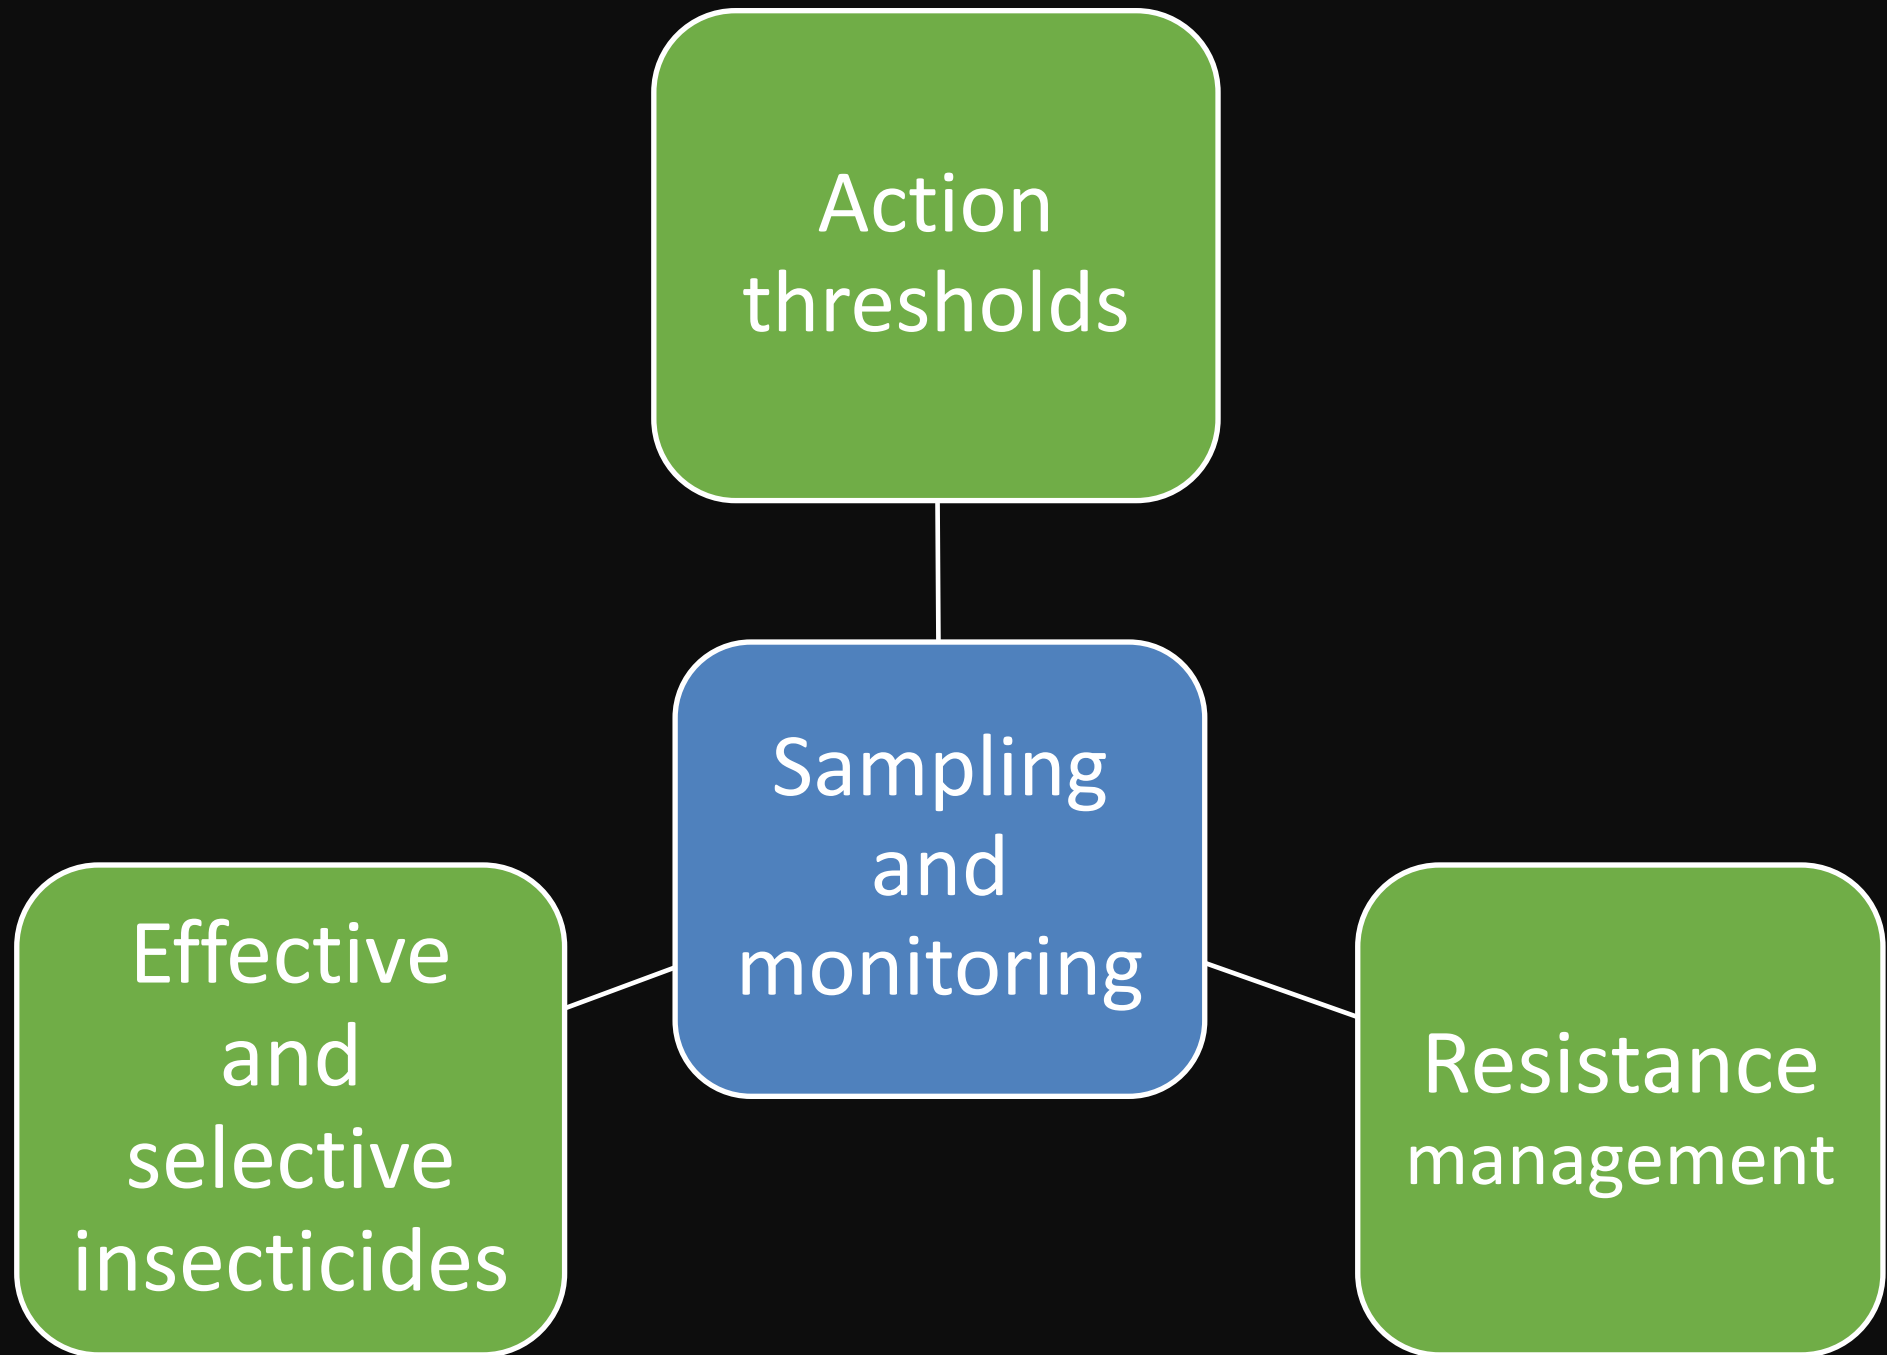 Action
thresholds
Sampling
and
monitoring
Effective
and
selective
insecticides
Resistance
management